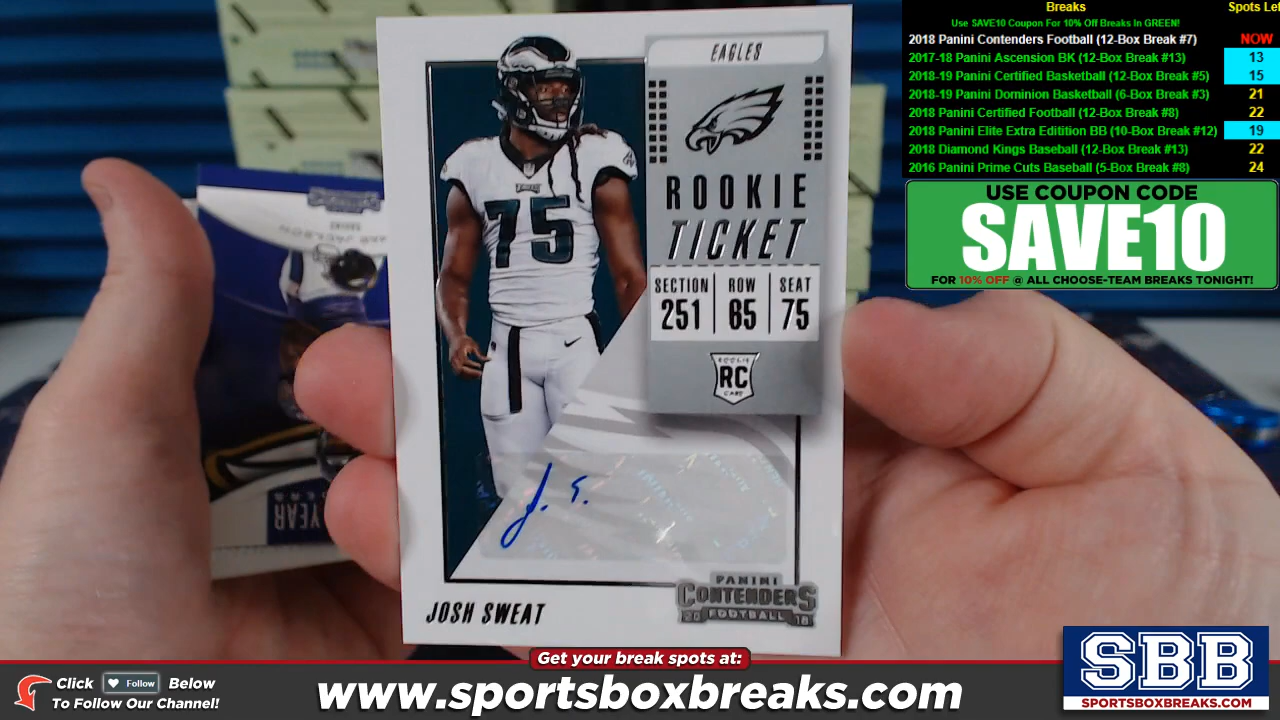 Breaks Spots Lef
Use SAVE10 Coupon For 10% Off Breaks In GREEN!
2018 Panini Contenders Football (12-Box Break #7) NOW
2017-18 Panini Ascension BK (12-Box Break #13) 13
2018-19 Panini Certified Basketball (12-Box Break #5) 15
2018-19 Panini Dominion Basketball (6-Box Break #3) 21
2018 Panini Certified Football (12-Box Break #8) 22
2018 Panini Elite Extra Edition BB (10-Box Break #12) 19
2018 Diamond Kings Baseball (12-Box Break #13) 22
2016 Panini Prime Cuts Baseball (5-Box Break #8) 24
USE COUPON CODE
SAVE10
FOR 10% OFF @ ALL CHOOSE-TEAM BREAKS TONIGHT!
EAGLES
ROOKIE
TICKET
SECTION ROW SEAT
251 65 75
ROOKIE
RC
CARD
75
J. S.
JOSH SWEAT
PANINI
CONTENDERS
20 FOOTBALL 18
YEAR
Get your break spots at:
Click Follow Below
To Follow Our Channel!
www.sportsboxbreaks.com
SBB
SPORTSBOXBREAKS.COM